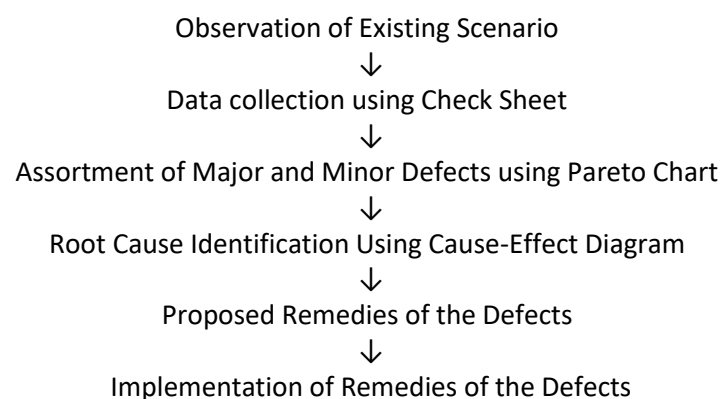 Observation of Existing Scenario
↓
Data collection using Check Sheet
↓
Assortment of Major and Minor Defects using Pareto Chart
↓
Root Cause Identification Using Cause-Effect Diagram
↓
Proposed Remedies of the Defects
↓
Implementation of Remedies of the Defects